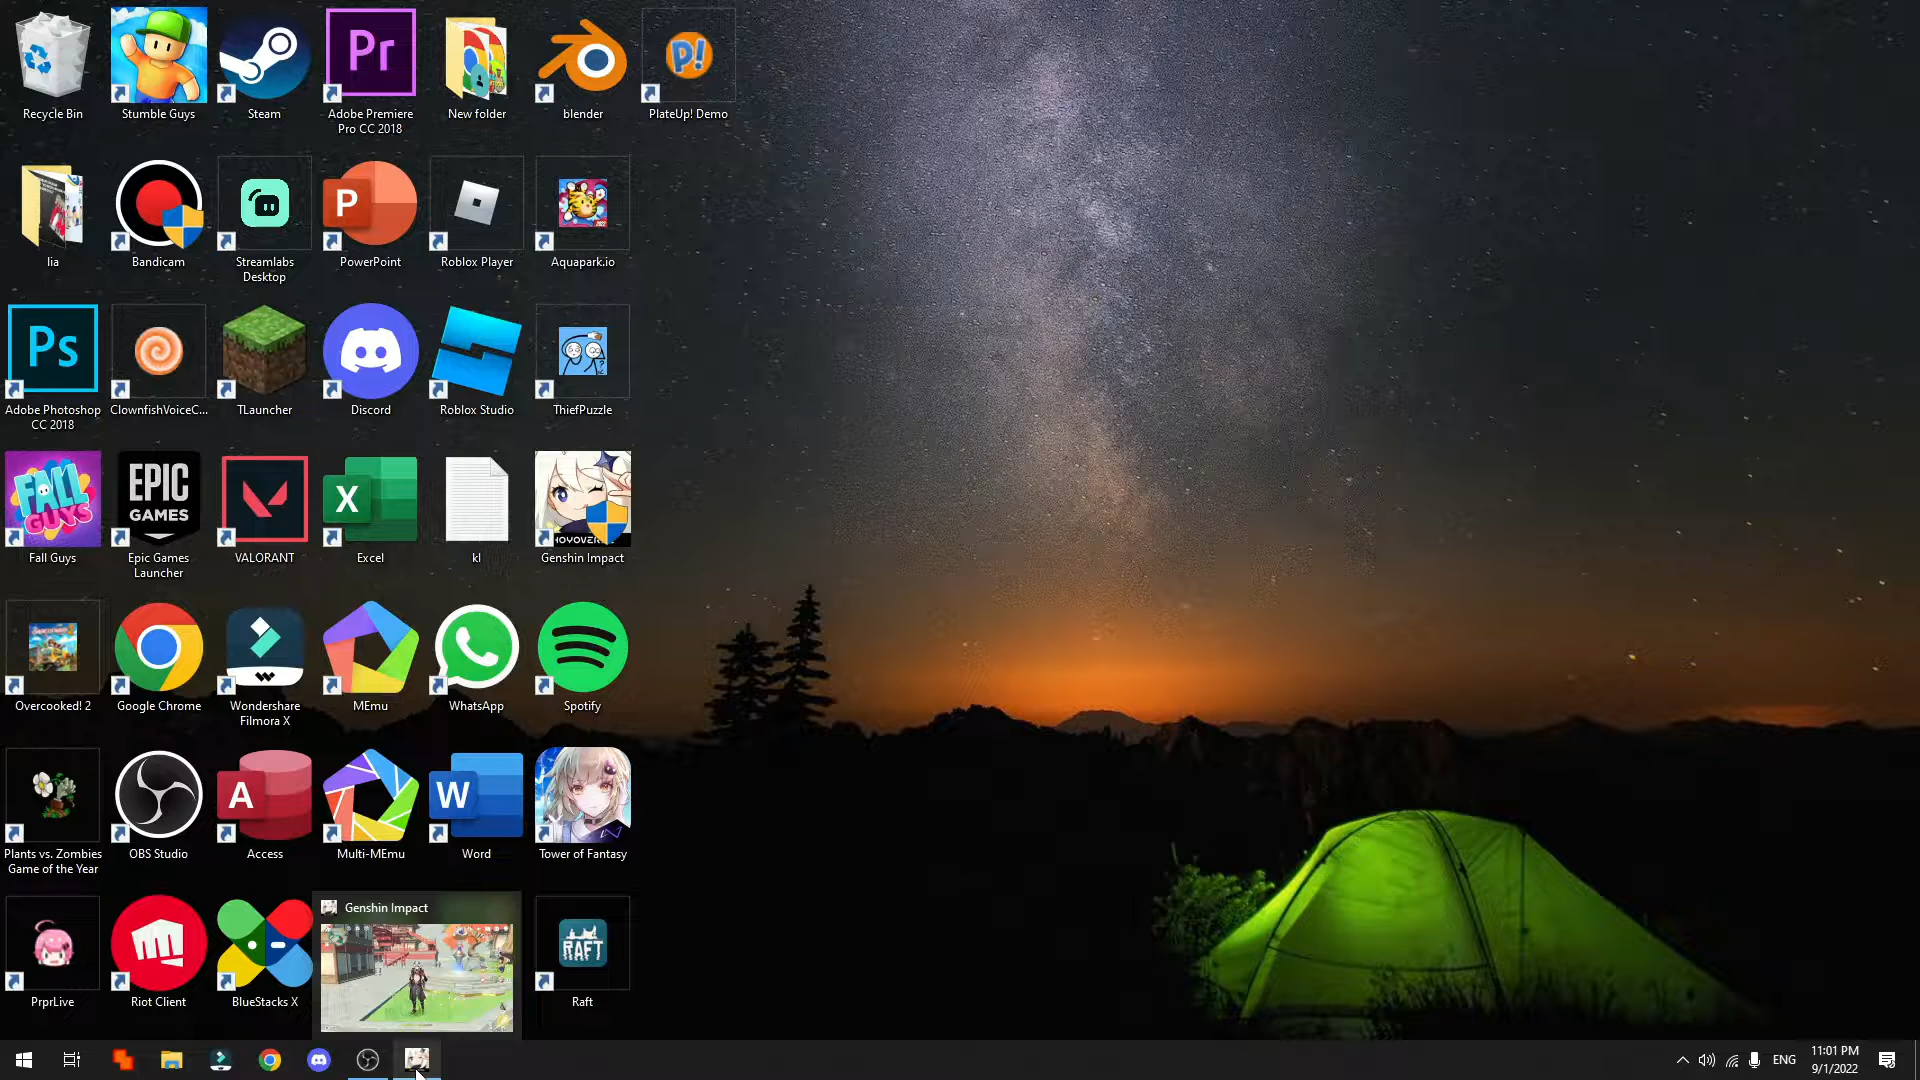 Recycle Bin
Stumble Guys
Steam
Pr
Adobe Premiere
Pro CC 2018
New folder
blender
P!
PlateUp! Demo
lia
Bandicam
Streamlabs
Desktop
P
PowerPoint
Roblox Player
Aquapark.io
Ps
Adobe Photoshop
CC 2018
ClownfishVoiceC...
TLauncher
Discord
Roblox Studio
ThiefPuzzle
FALL
GUYS
Fall Guys
EPIC
GAMES
Epic Games
Launcher
VALORANT
X
Excel
kl
Genshin Impact
Overcooked! 2
Google Chrome
Wondershare
Filmora X
MEmu
WhatsApp
Spotify
Plants vs. Zombies
Game of the Year
OBS Studio
A
Access
Multi-MEmu
W
Word
Tower of Fantasy
PrprLive
Riot Client
BlueStacks X
Genshin Impact
RAFT
Raft
ENG
11:01 PM
9/1/2022